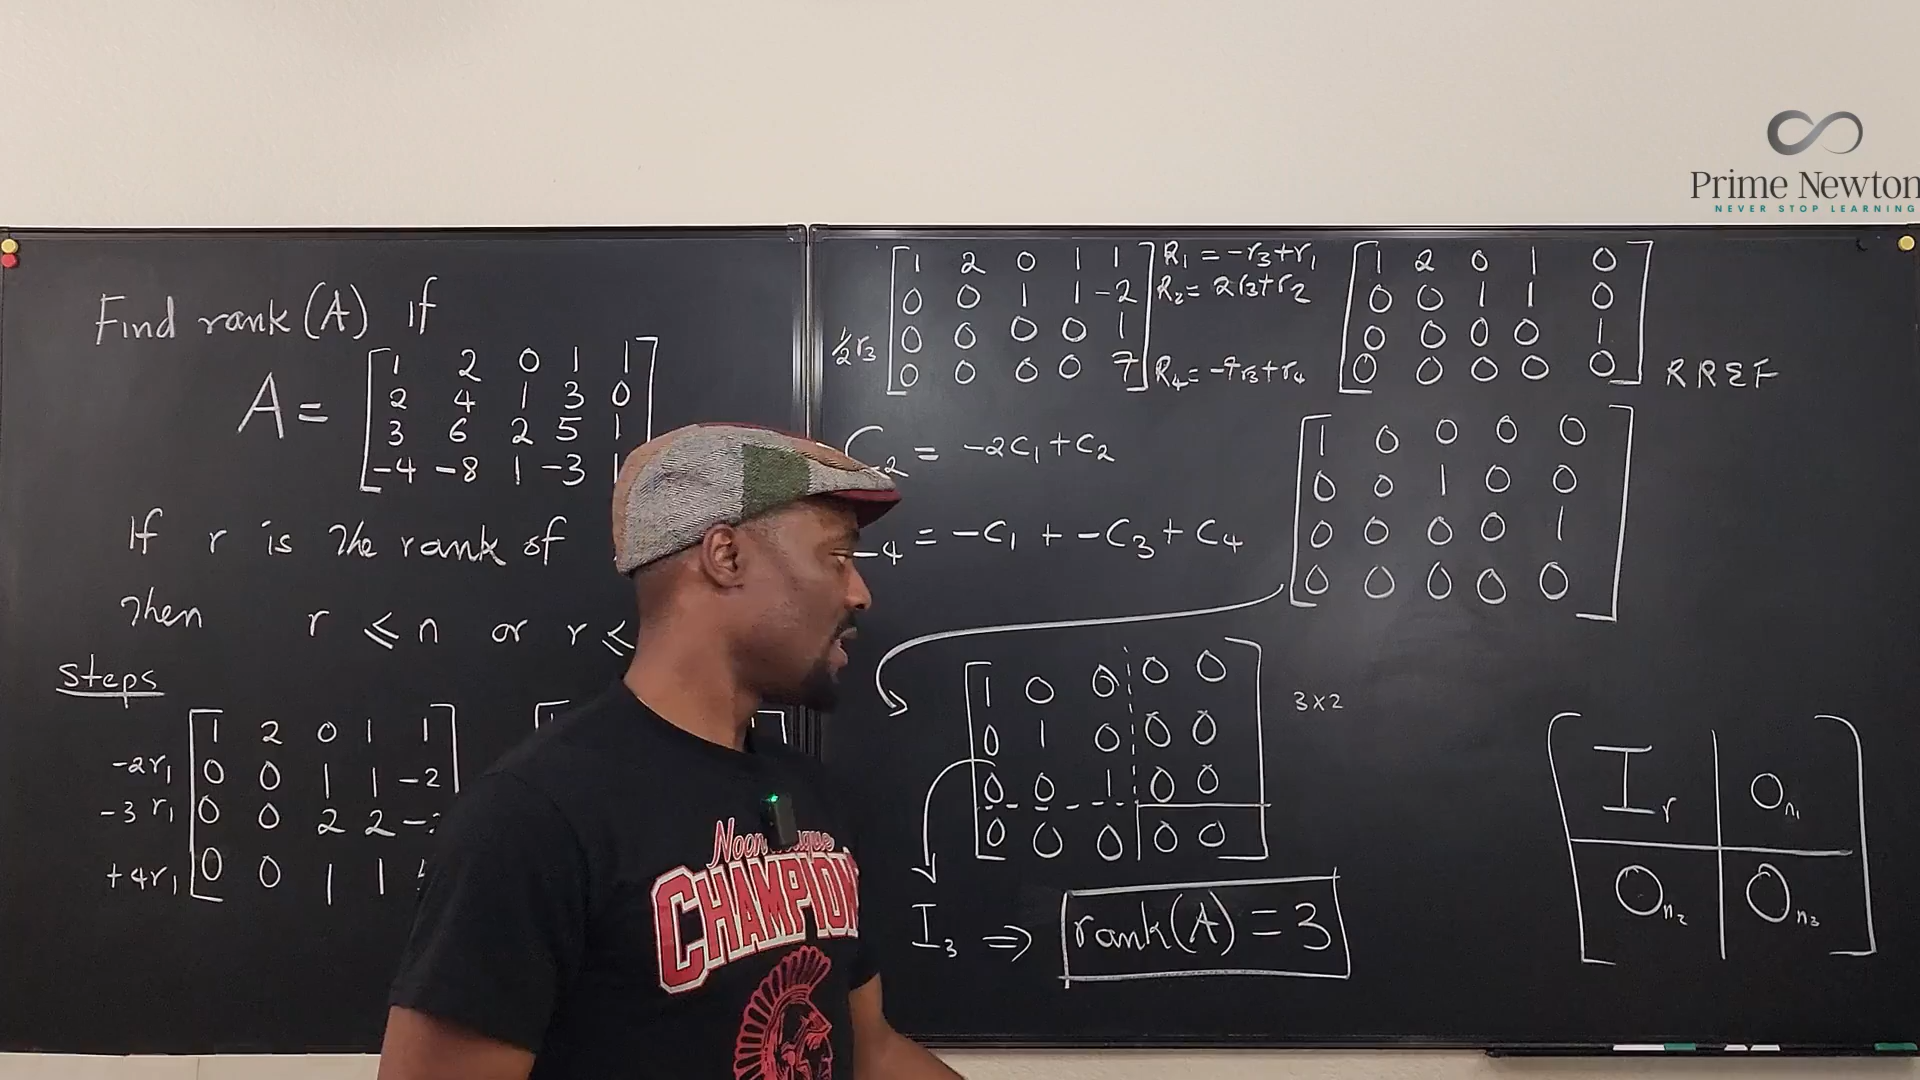 Prime Newton
NEVER STOP LEARNING
Find rank(A) if
A = [
1 2 0 1 1
2 4 1 3 0
3 6 2 5 1
-4 -8 1 -3
]
If r is the rank of
Then r ≤ n or r ≤
Steps
1 2 0 1 1
-2r₁ 0 0 1 1 -2
-3r₁ 0 0 2 2
+4r₁ 0 0 1 1
1 2 0 1 1 R₁ = -r₃+r₁
0 0 1 1 -2 R₂ = 2r₃+r₂
½r₃ 0 0 0 0 1
0 0 0 0 7 R₄ = -7r₃+r₄
1 2 0 1 0
0 0 1 1 0
0 0 0 0 1
0 0 0 0 0 RREF
C₂ = -2C₁+C₂
₋₄ = -C₁ + -C₃ + C₄
1 0 0 0 0
0 0 1 0 0
0 0 0 0 1
0 0 0 0 0
1 0 0 0 0
0 1 0 0 0
0 0 1 0 0
0 0 0 0 0
3×2
I₃ ⇒ rank(A) = 3
Iᵣ 0ₙ₁
0ₙ₂ 0ₙ₃
CHAMPION